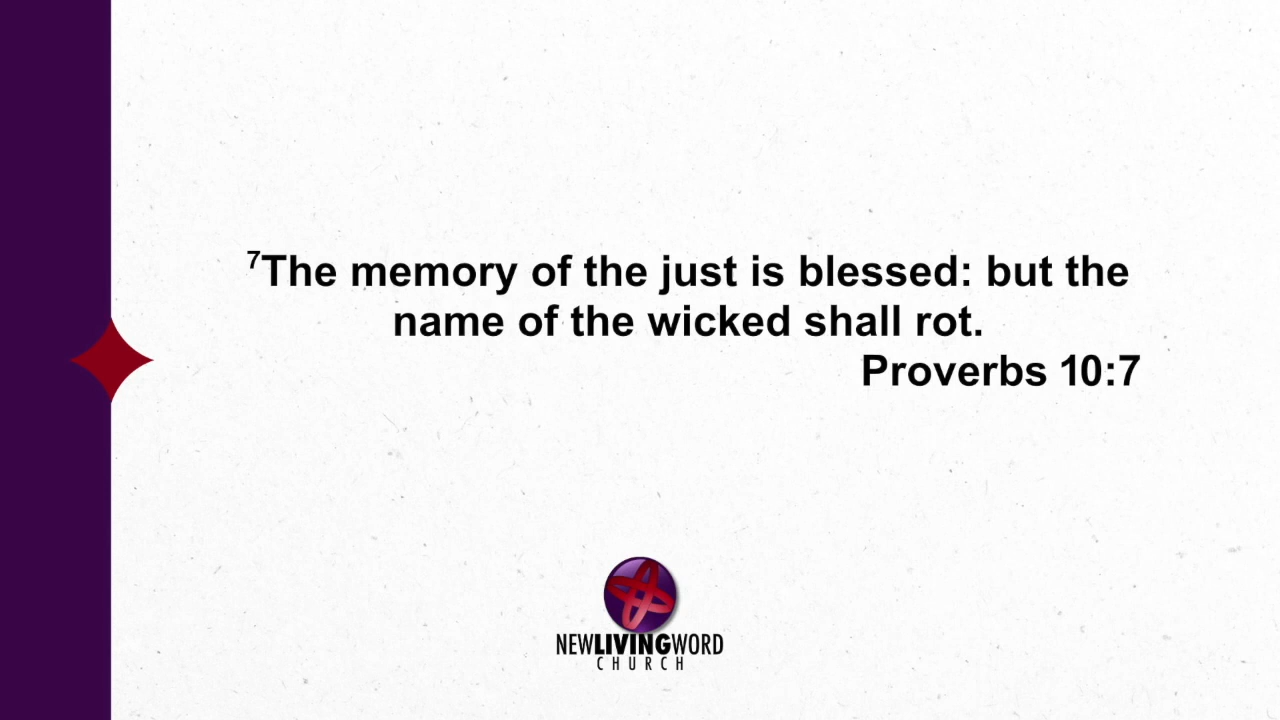 ⁷The memory of the just is blessed: but the
name of the wicked shall rot.
Proverbs 10:7
NEWLIVINGWORD
CHURCH